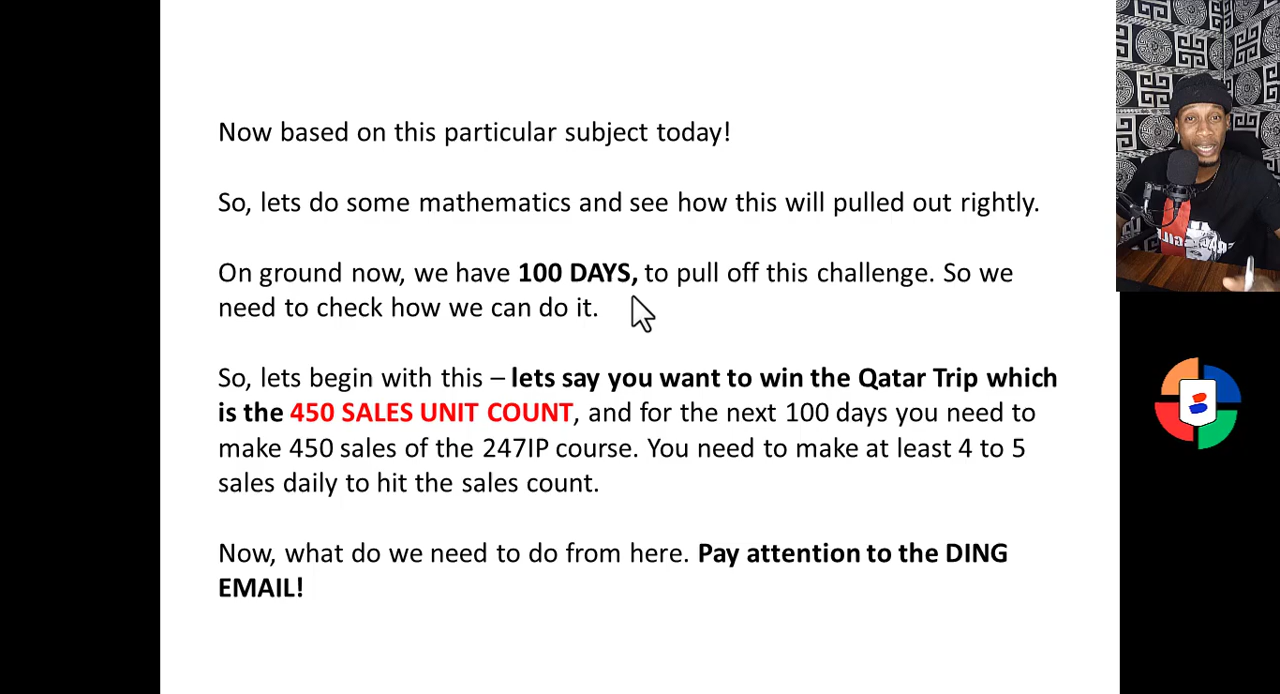 Now based on this particular subject today!
So, lets do some mathematics and see how this will pulled out rightly.
On ground now, we have 100 DAYS, to pull off this challenge. So we
need to check how we can do it.
So, lets begin with this – lets say you want to win the Qatar Trip which
is the 450 SALES UNIT COUNT, and for the next 100 days you need to
make 450 sales of the 247IP course. You need to make at least 4 to 5
sales daily to hit the sales count.
Now, what do we need to do from here. Pay attention to the DING
EMAIL!